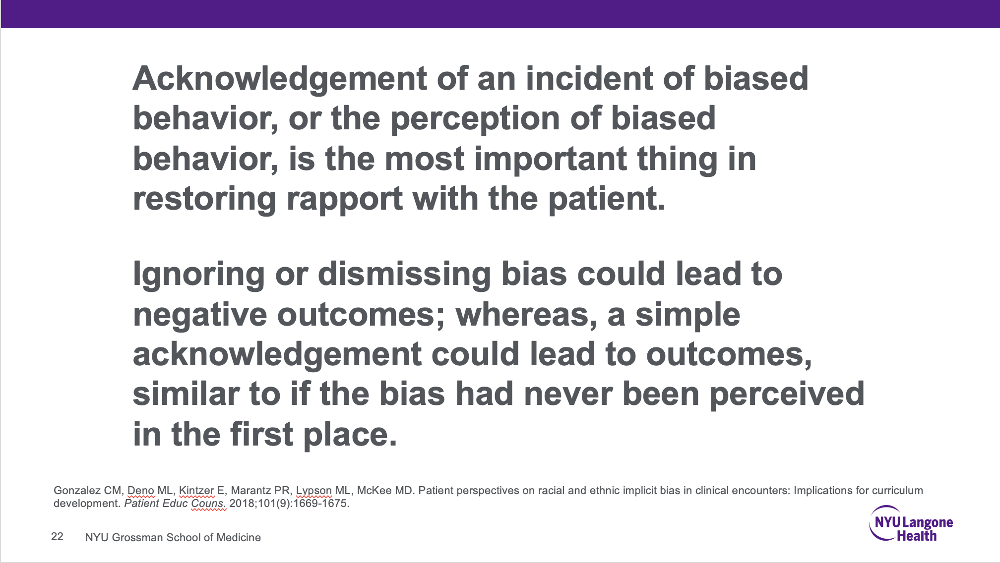 Acknowledgement of an incident of biased
behavior, or the perception of biased
behavior, is the most important thing in
restoring rapport with the patient.
Ignoring or dismissing bias could lead to
negative outcomes; whereas, a simple
acknowledgement could lead to outcomes,
similar to if the bias had never been perceived
in the first place.
Gonzalez CM, Deno ML, Kintzer E, Marantz PR, Lypson ML, McKee MD. Patient perspectives on racial and ethnic implicit bias in clinical encounters: Implications for curriculum
development. Patient Educ Couns. 2018;101(9):1669-1675.
22 NYU Grossman School of Medicine
NYU Langone
Health